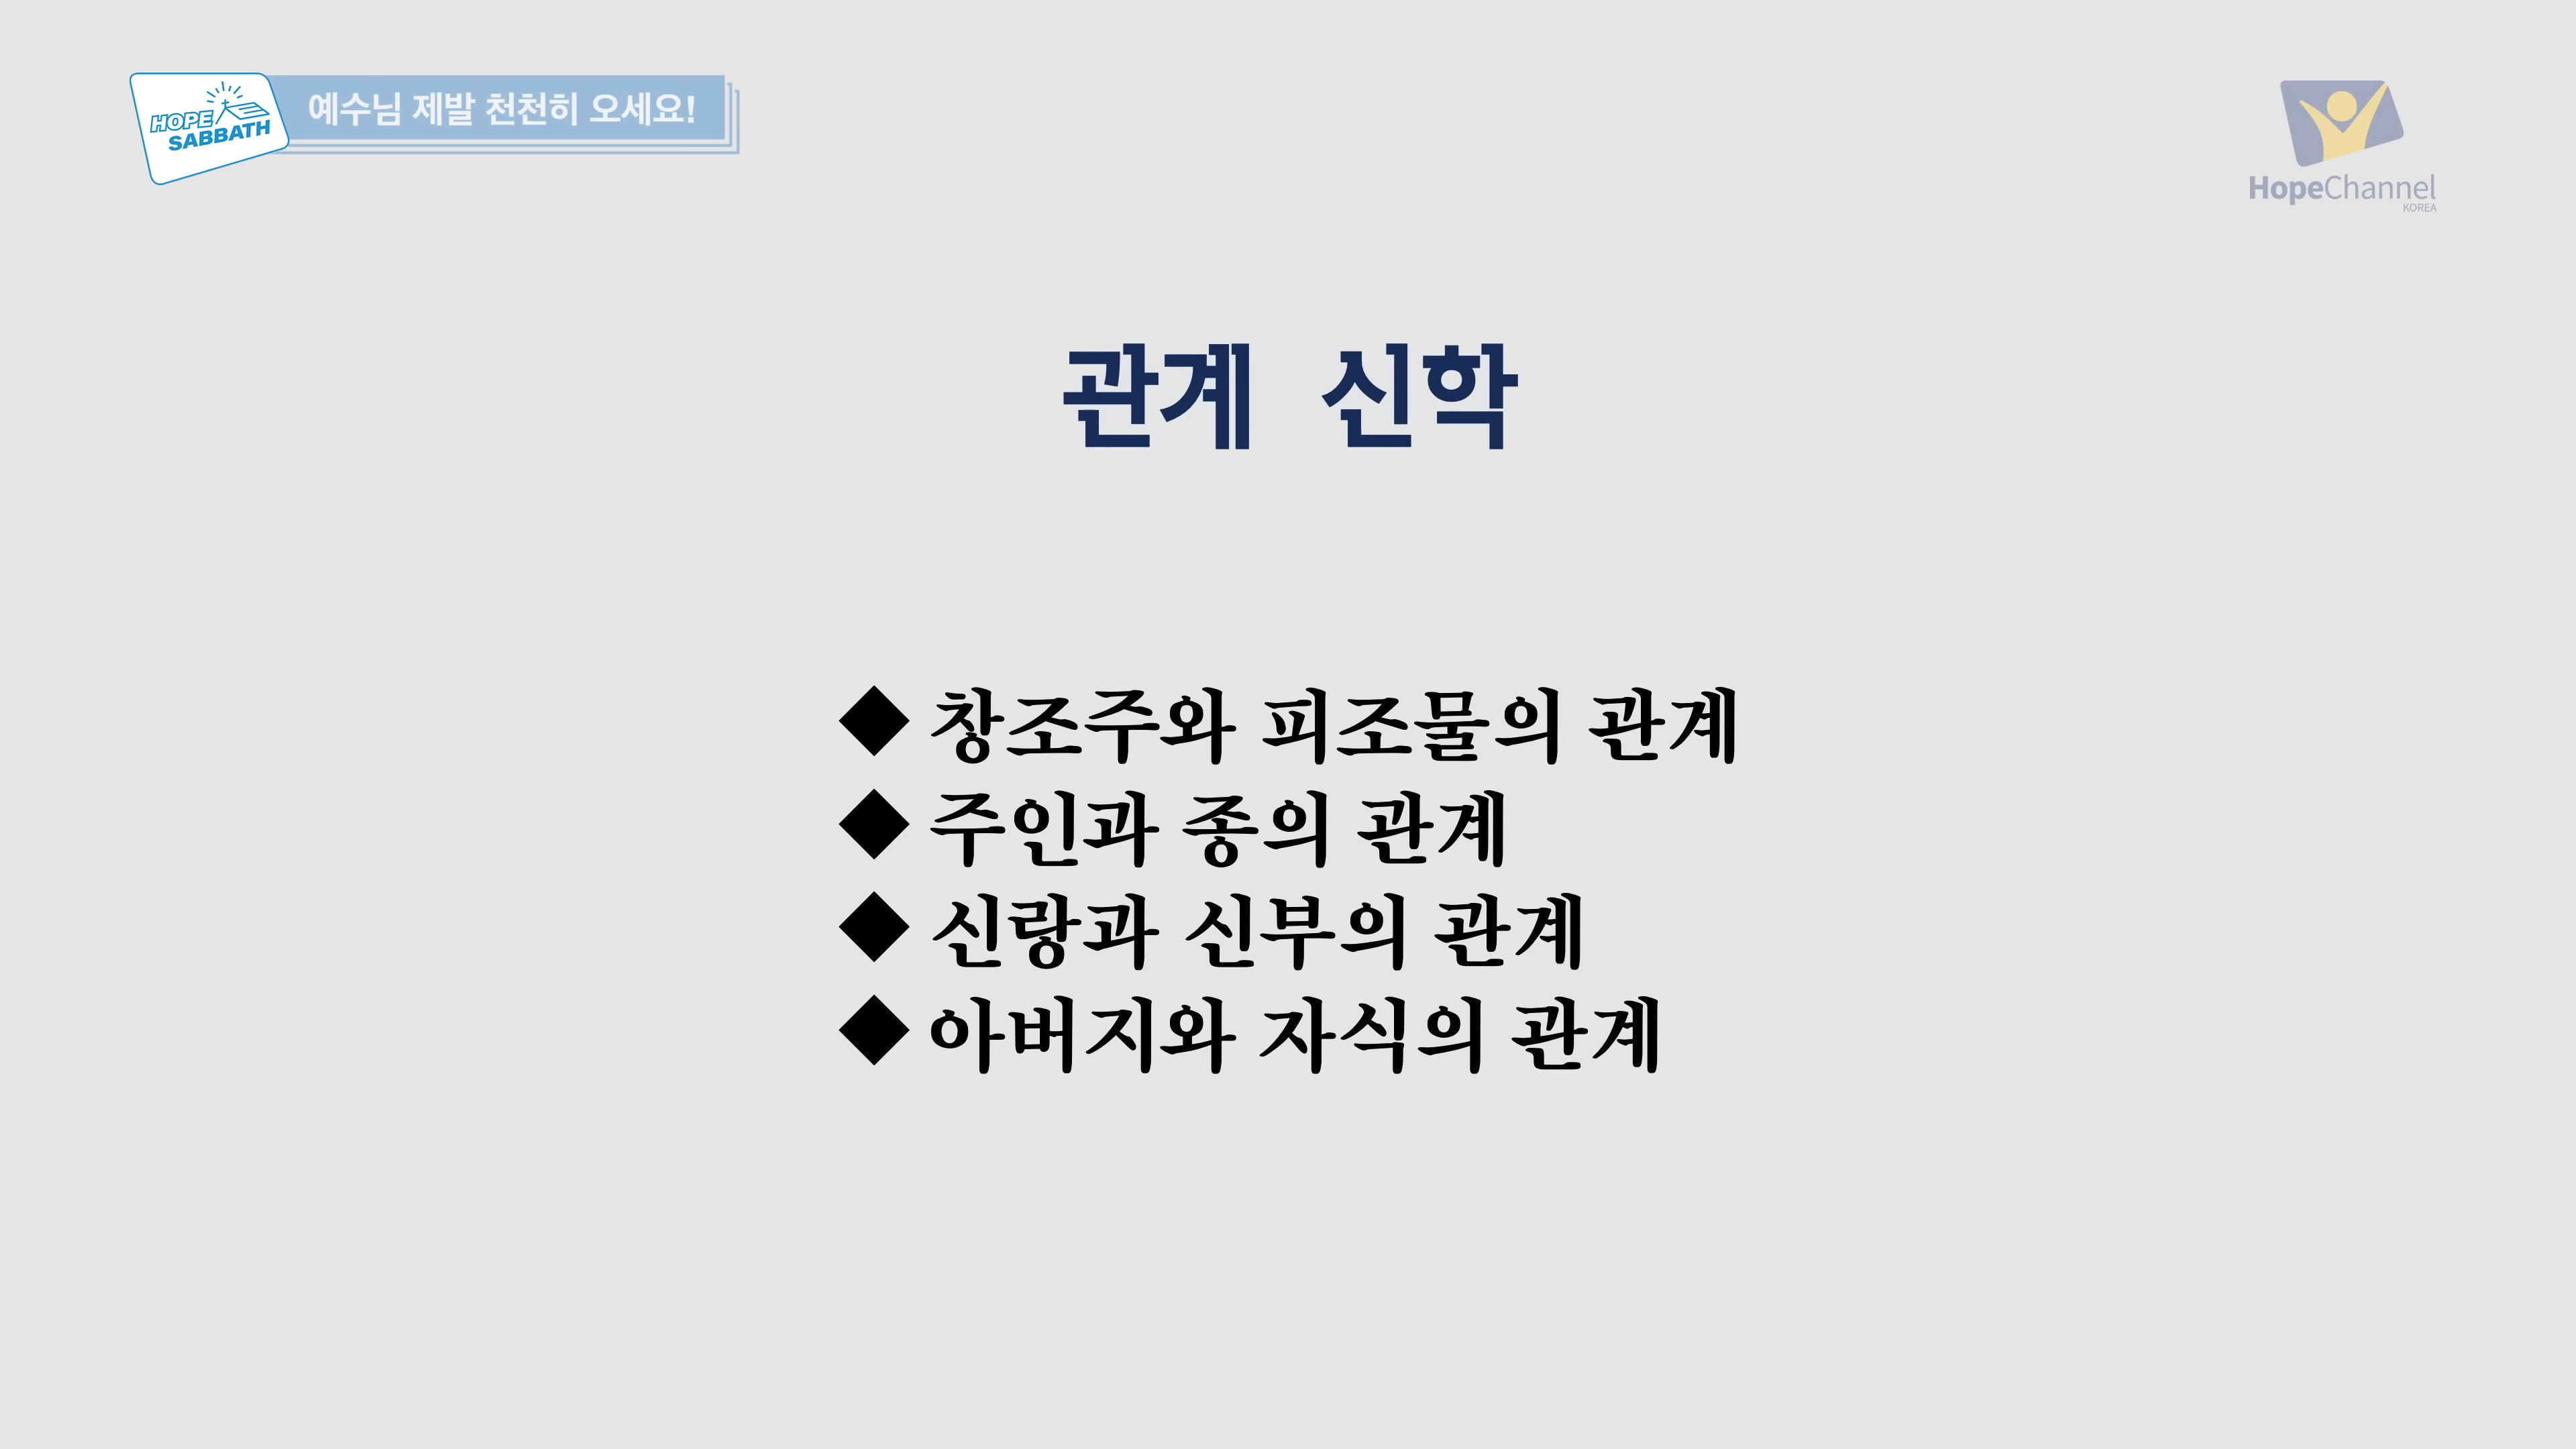 HOPE
SABBATH
예수님 제발 천천히 오세요!
HopeChannel
KOREA
관계 신학
◆ 창조주와 피조물의 관계
◆ 주인과 종의 관계
◆ 신랑과 신부의 관계
◆ 아버지와 자식의 관계